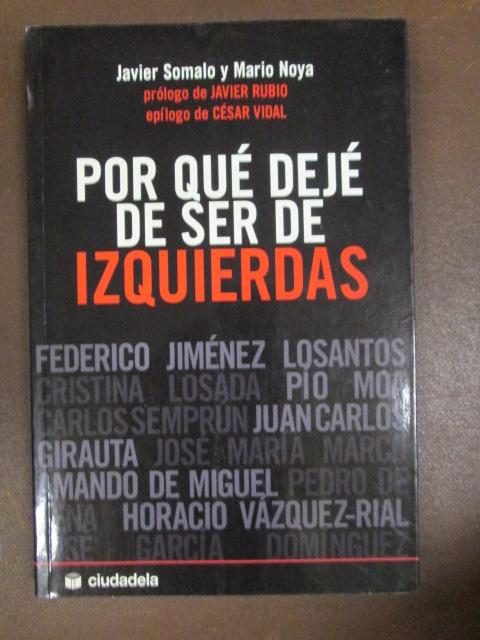 Javier Somalo y Mario Noya
prólogo de JAVIER RUBIO
epílogo de CÉSAR VIDAL
POR QUÉ DEJÉ
DE SER DE
IZQUIERDAS
FEDERICO JIMÉNEZ LOSANTOS
CRISTINA LOSADA PÍO MOA
CARLOS SEMPRÚN JUAN CARLOS
GIRAUTA JOSÉ MARÍA MARCO
AMANDO DE MIGUEL PEDRO DE
HORACIO VÁZQUEZ-RIAL
GARCÍA DOMÍNGUEZ
ciudadela